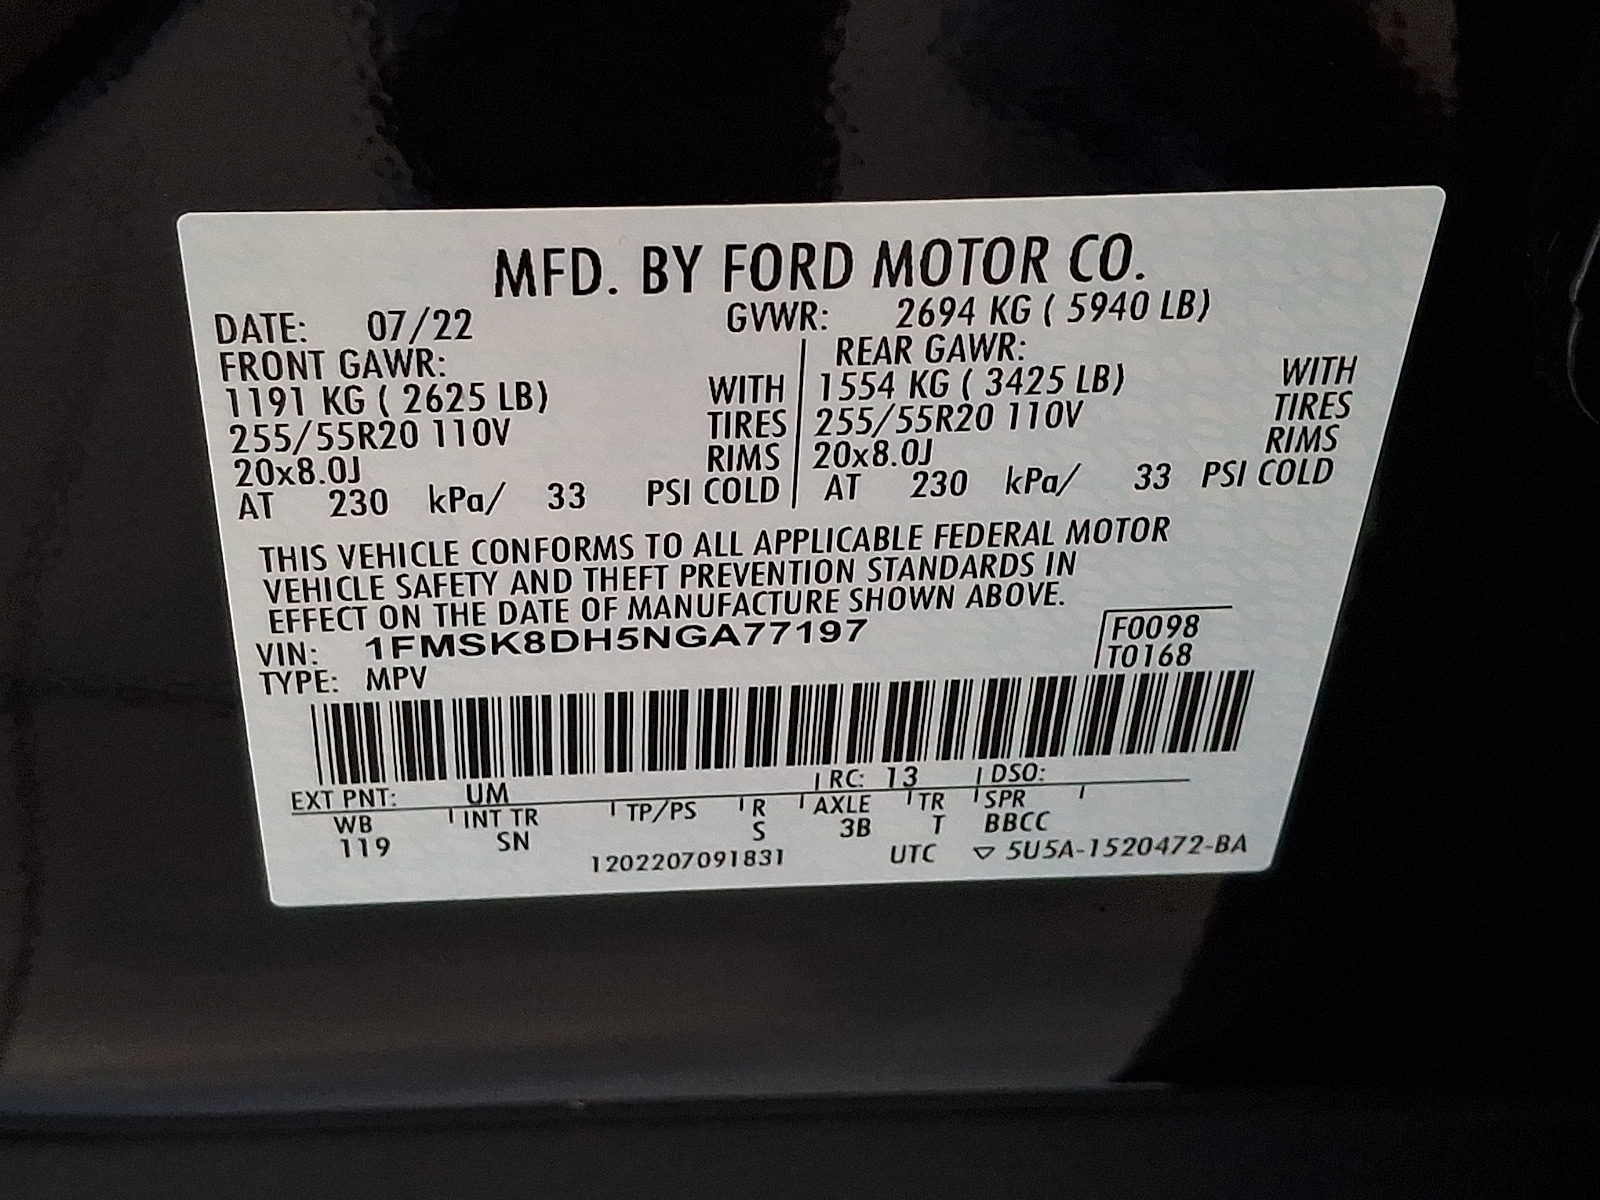 MFD. BY FORD MOTOR CO.
DATE: 07/22 GVWR: 2694 KG ( 5940 LB)
FRONT GAWR: REAR GAWR:
1191 KG ( 2625 LB) WITH 1554 KG ( 3425 LB) WITH
255/55R20 110V TIRES 255/55R20 110V TIRES
20x8.0J RIMS 20x8.0J RIMS
AT 230 kPa/ 33 PSI COLD AT 230 kPa/ 33 PSI COLD
THIS VEHICLE CONFORMS TO ALL APPLICABLE FEDERAL MOTOR
VEHICLE SAFETY AND THEFT PREVENTION STANDARDS IN
EFFECT ON THE DATE OF MANUFACTURE SHOWN ABOVE.
VIN: 1FMSK8DH5NGA77197 F0098
TYPE: MPV T0168
EXT PNT: UM RC: 13 DSO:
WB INT TR TP/PS R AXLE TR SPR
119 SN S 3B T BBCC
1202207091831 UTC ▽ 5U5A-1520472-BA